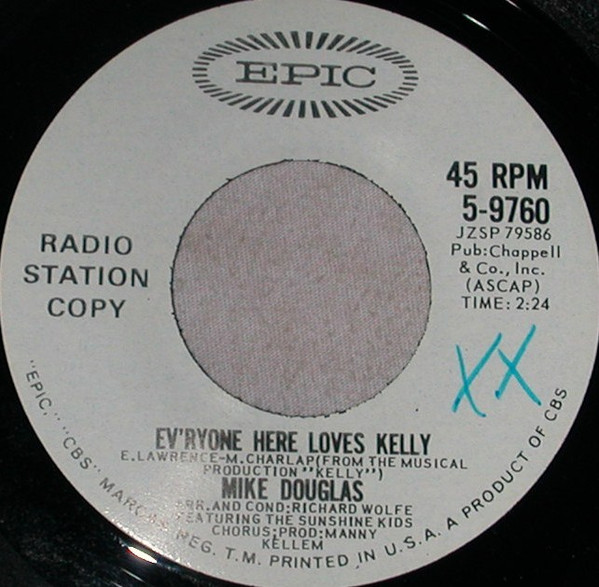 EPIC
45 RPM
5-9760
JZSP 79586
Pub:Chappell
& Co., Inc.
(ASCAP)
TIME: 2:24
RADIO
STATION
COPY
XX
EV'RYONE HERE LOVES KELLY
E.LAWRENCE-M.CHARLAP(FROM THE MUSICAL
PRODUCTION "KELLY")
MIKE DOUGLAS
ARR.AND COND:RICHARD WOLFE
FEATURING THE SUNSHINE KIDS
CHORUS;PROD:MANNY
KELLEM
"EPIC," "CBS" MARCAS REG. T.M. PRINTED IN U.S.A. A PRODUCT OF CBS